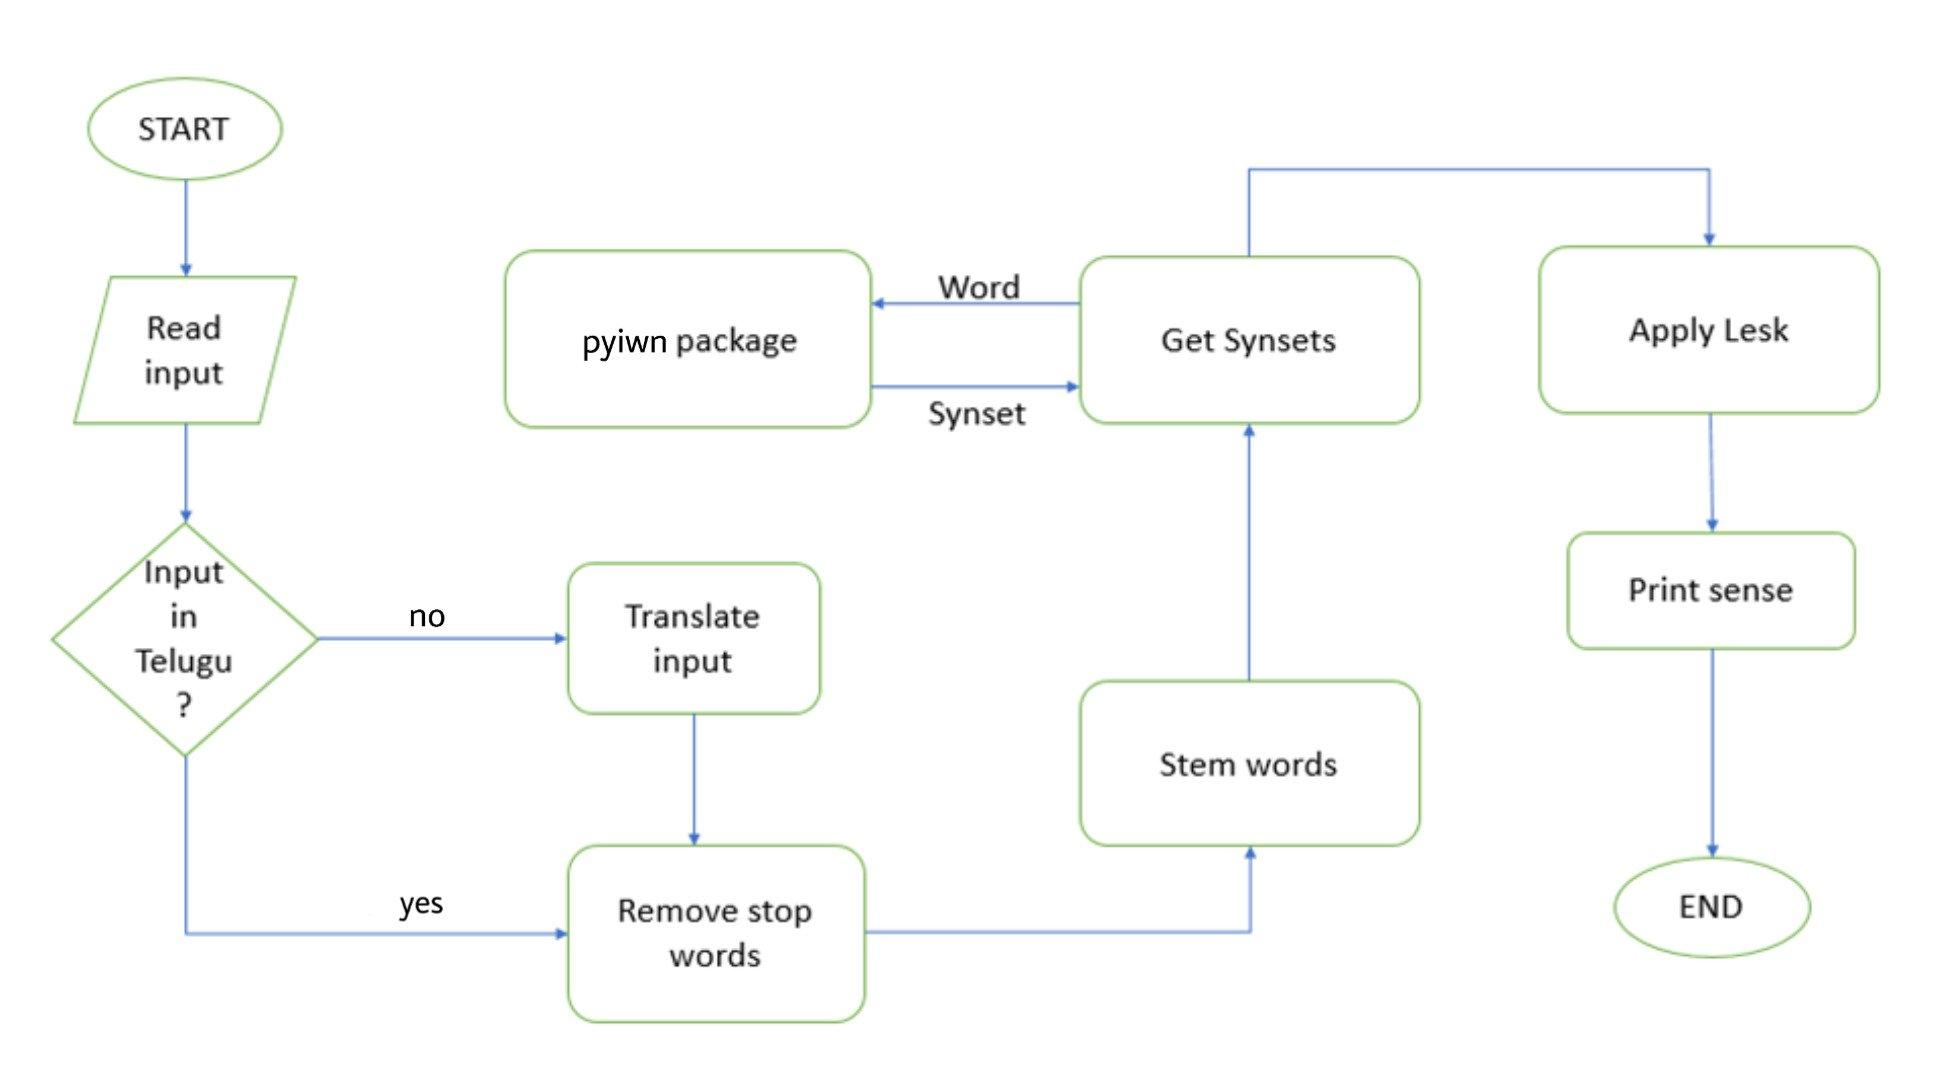 START
Read
input
Input
in
Telugu
?
no
yes
Translate
input
Remove stop
words
Stem words
Get Synsets
Word
Synset
pyiwn package
Apply Lesk
Print sense
END